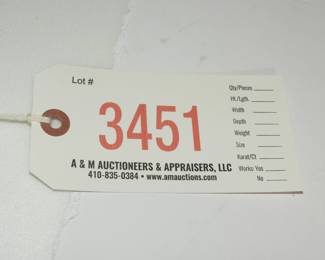 Lot #
3451
A & M AUCTIONEERS & APPRAISERS, LLC
410-835-0384 • www.amauctions.com
Qty/Pieces
Ht./Lgth.
Width
Depth
Weight
Size
Karat/Ct
Works: Yes
No